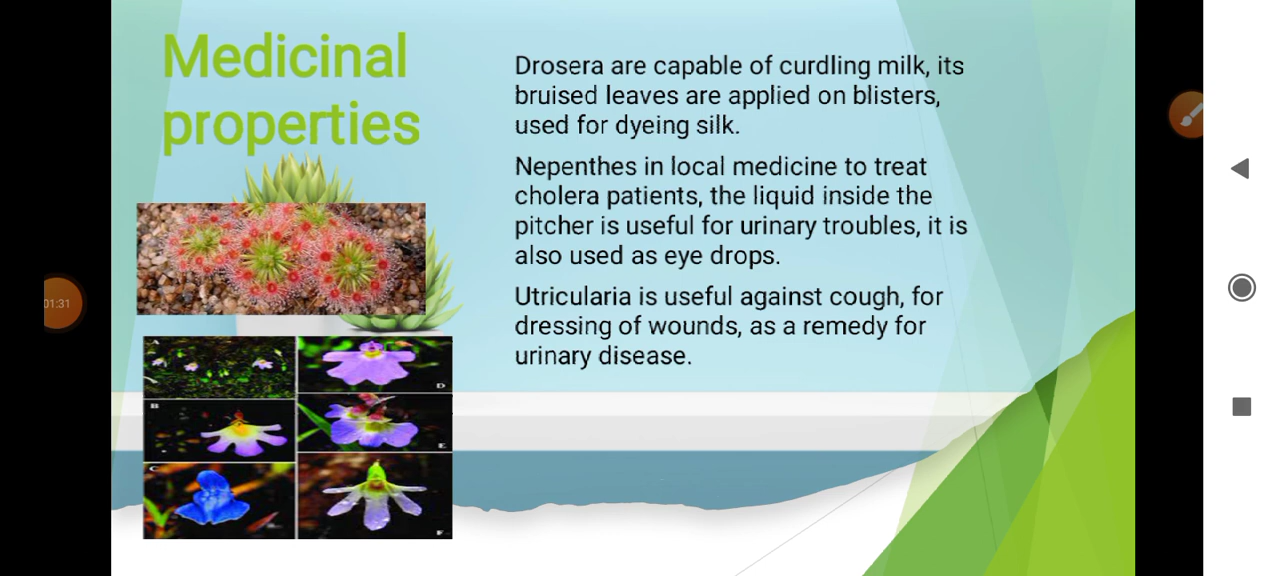 Medicinal
properties
Drosera are capable of curdling milk, its
bruised leaves are applied on blisters,
used for dyeing silk.
Nepenthes in local medicine to treat
cholera patients, the liquid inside the
pitcher is useful for urinary troubles, it is
also used as eye drops.
Utricularia is useful against cough, for
dressing of wounds, as a remedy for
urinary disease.
01:31
A
D
B
E
C
F